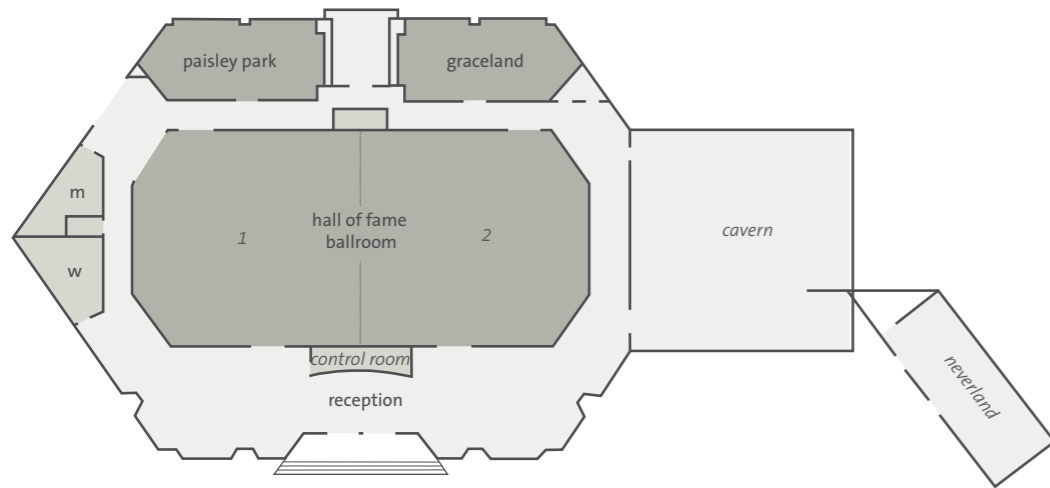 paisley park
graceland
m
w
1
hall of fame
ballroom
2
cavern
control room
reception
neverland